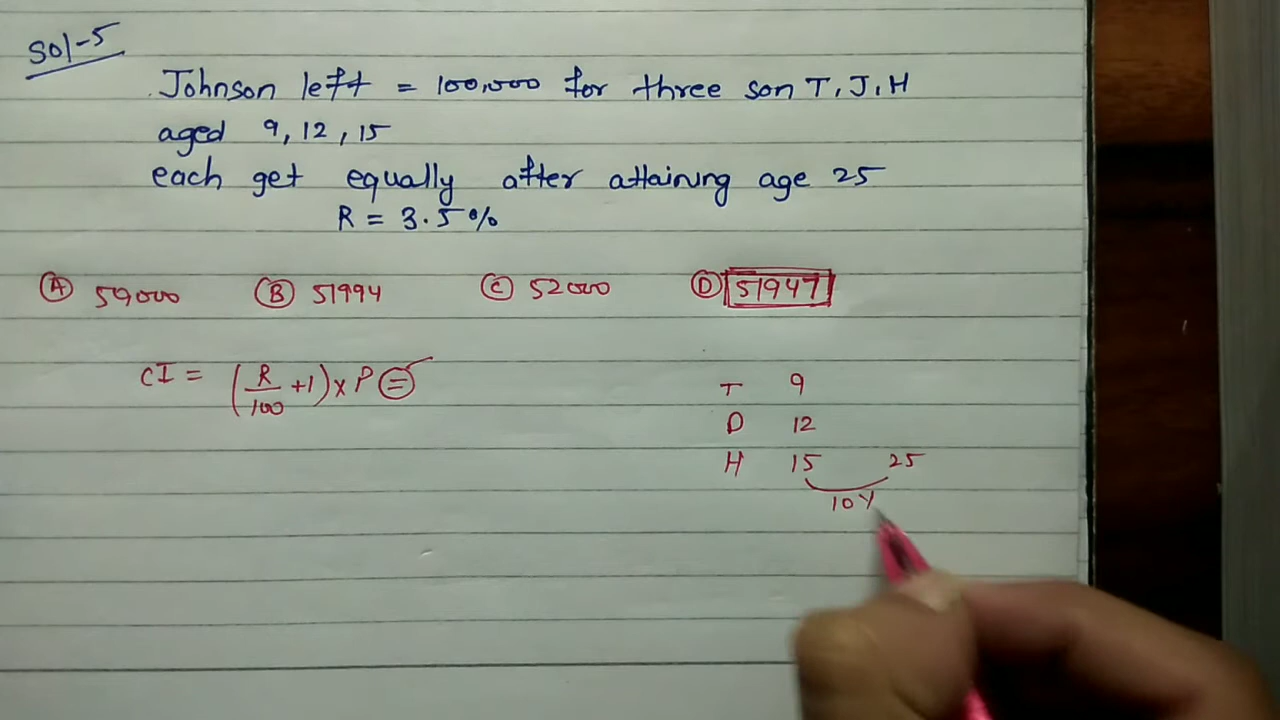 Sol-5
Johnson left = 100,000 for three son T, J, H
aged 9, 12, 15
each get equally after attaining age 25
R = 3.5%
(A) 59000 (B) 51994 (C) 52000 (D) 51947
CI = (R/100 +1) x P =
T 9
D 12
H 15 25
10Y